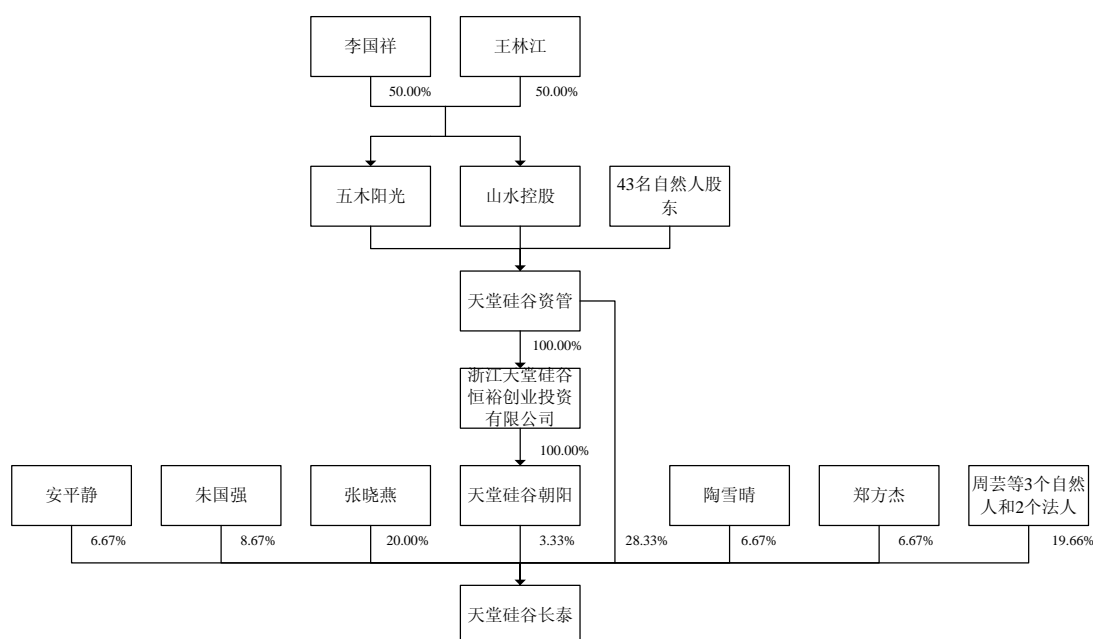 李国祥
王林江
50.00%
50.00%
五木阳光
山水控股
43名自然人股
东
天堂硅谷资管
100.00%
浙江天堂硅谷
恒裕创业投资
有限公司
100.00%
安平静
朱国强
张晓燕
天堂硅谷朝阳
陶雪晴
郑方杰
周芸等3个自然
人和2个法人
6.67%
8.67%
20.00%
3.33%
28.33%
6.67%
6.67%
19.66%
天堂硅谷长泰